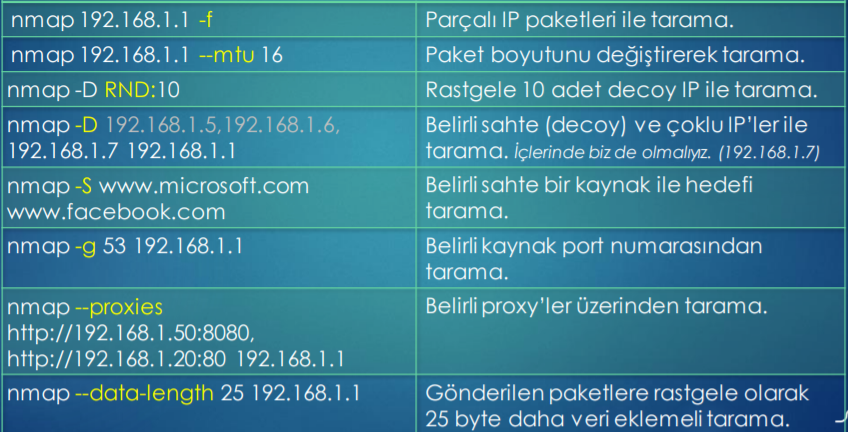 nmap 192.168.1.1 -f
Parçalı IP paketleri ile tarama.
nmap 192.168.1.1 --mtu 16
Paket boyutunu değiştirerek tarama.
nmap -D RND:10
Rastgele 10 adet decoy IP ile tarama.
nmap -D 192.168.1.5,192.168.1.6,
192.168.1.7 192.168.1.1
Belirli sahte (decoy) ve çoklu IP’ler ile
tarama. İçlerinde biz de olmalıyız. (192.168.1.7)
nmap -S www.microsoft.com
www.facebook.com
Belirli sahte bir kaynak ile hedefi
tarama.
nmap -g 53 192.168.1.1
Belirli kaynak port numarasından
tarama.
nmap --proxies
http://192.168.1.50:8080,
http://192.168.1.20:80 192.168.1.1
Belirli proxy’ler üzerinden tarama.
nmap --data-length 25 192.168.1.1
Gönderilen paketlere rastgele olarak
25 byte daha veri eklemeli tarama.